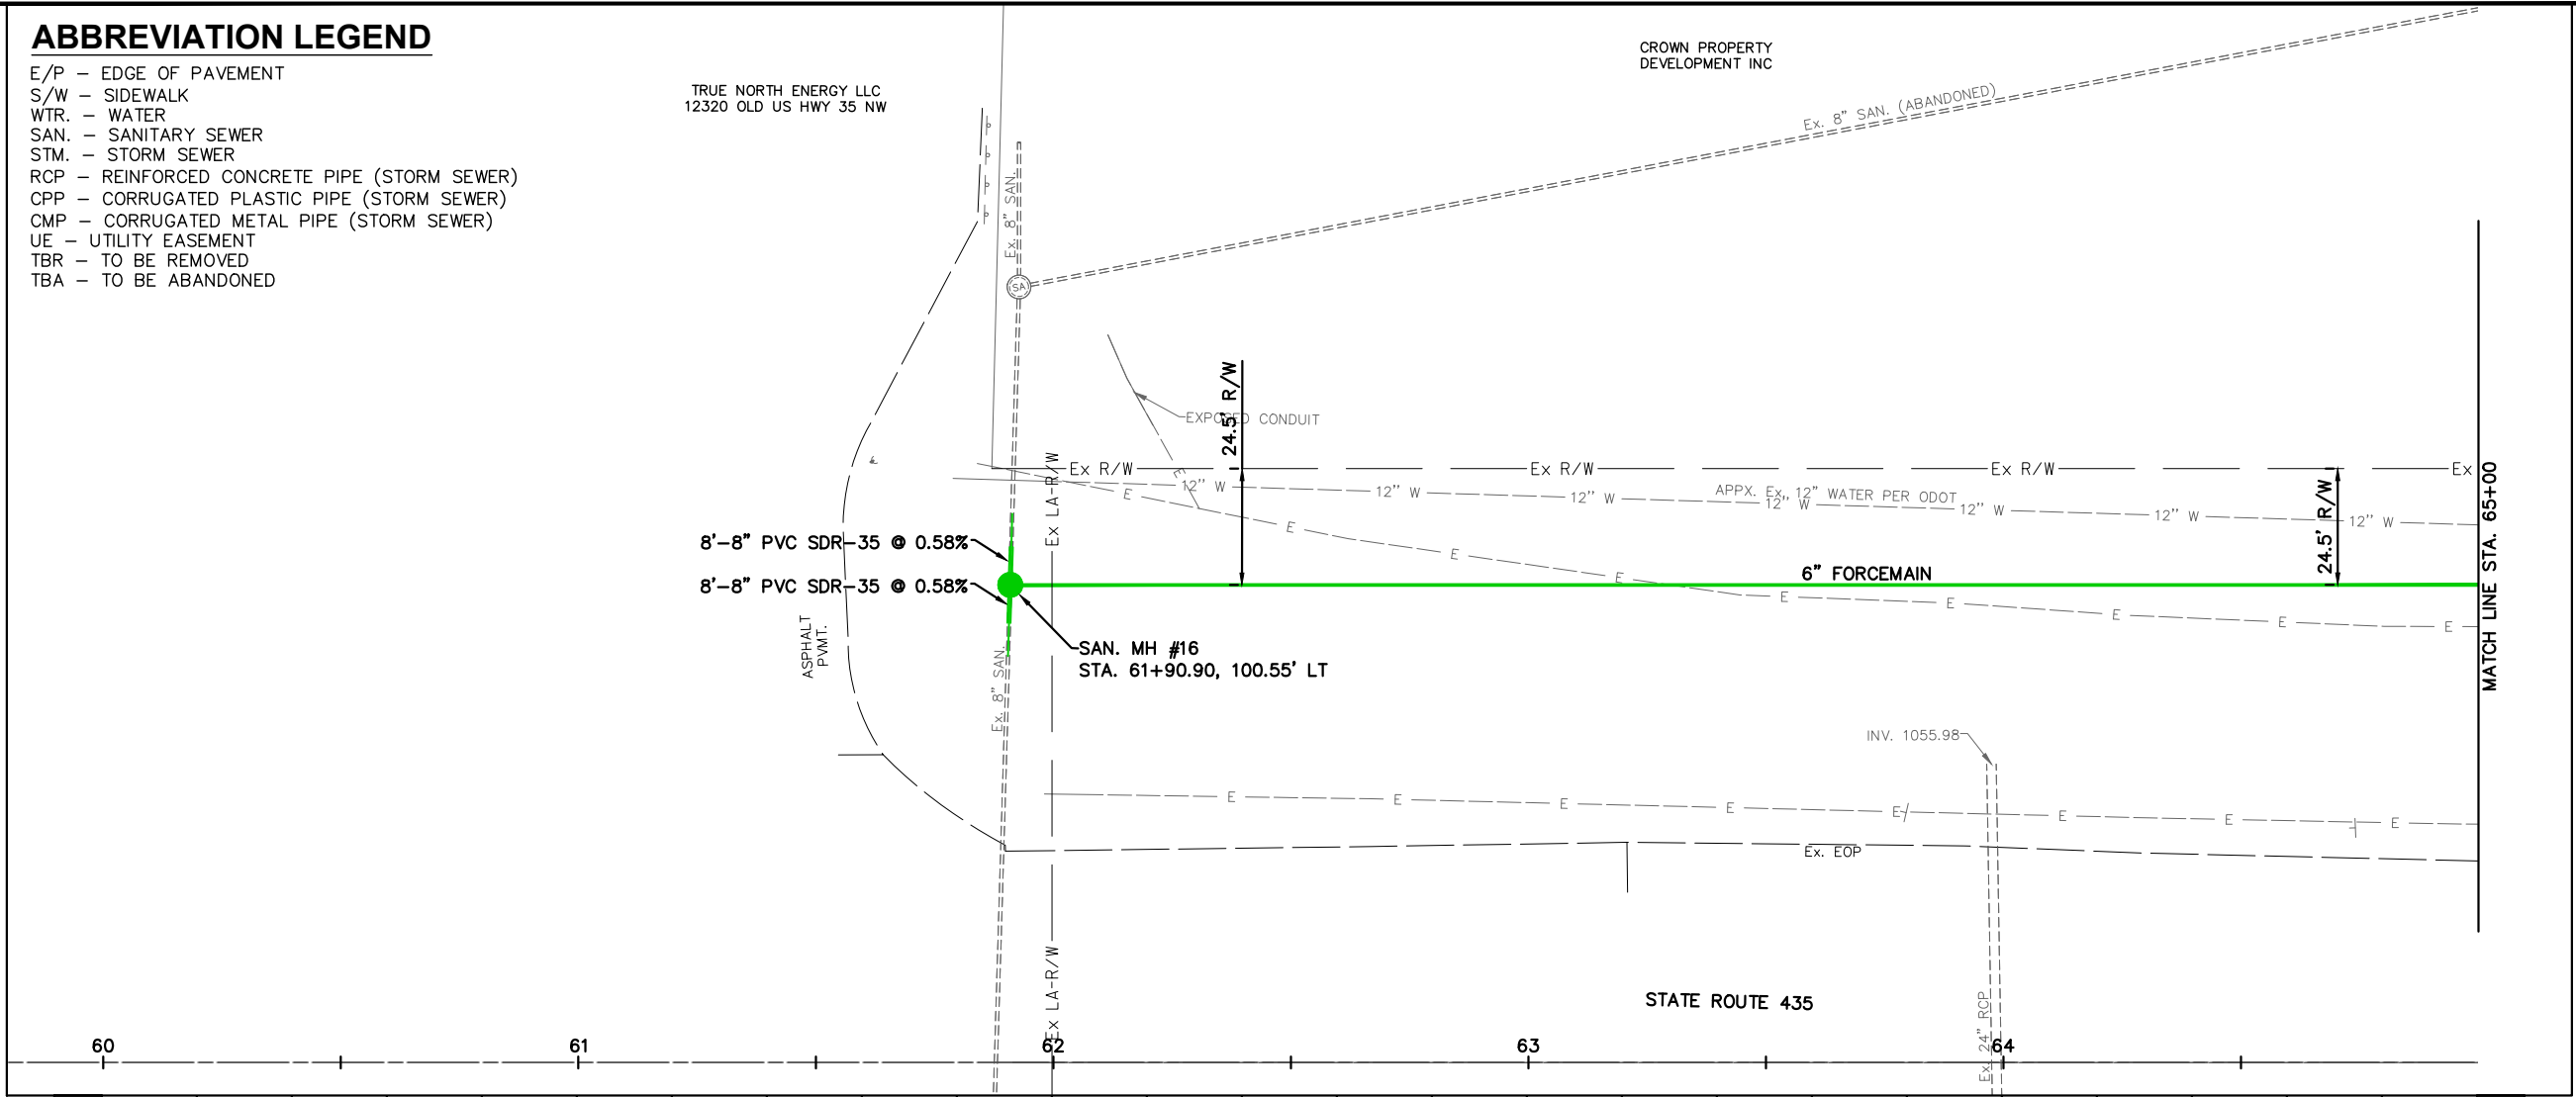 ABBREVIATION LEGEND
E/P – EDGE OF PAVEMENT
S/W – SIDEWALK
WTR. – WATER
SAN. – SANITARY SEWER
STM. – STORM SEWER
RCP – REINFORCED CONCRETE PIPE (STORM SEWER)
CPP – CORRUGATED PLASTIC PIPE (STORM SEWER)
CMP – CORRUGATED METAL PIPE (STORM SEWER)
UE – UTILITY EASEMENT
TBR – TO BE REMOVED
TBA – TO BE ABANDONED
TRUE NORTH ENERGY LLC
12320 OLD US HWY 35 NW
CROWN PROPERTY
DEVELOPMENT INC
Ex. 8" SAN. (ABANDONED)
Ex. 8" SAN.
SA
EXPOSED CONDUIT
24.5' R/W
Ex LA-R/W
Ex R/W
Ex R/W
Ex R/W
Ex
E
E
E
E
E
E
E
E
E
E
12" W
12" W
12" W
APPX. Ex. 12" WATER PER ODOT
12" W
12" W
12" W
12" W
24.5' R/W
MATCH LINE STA. 65+00
8'-8" PVC SDR-35 @ 0.58%
8'-8" PVC SDR-35 @ 0.58%
6" FORCEMAIN
ASPHALT
PVMT.
SAN. MH #16
STA. 61+90.90, 100.55' LT
Ex. 8" SAN.
INV. 1055.98
E
E
E
E
E
E
E
E
Ex. EOP
STATE ROUTE 435
Ex LA-R/W
Ex. 24" RCP
60
61
62
63
64